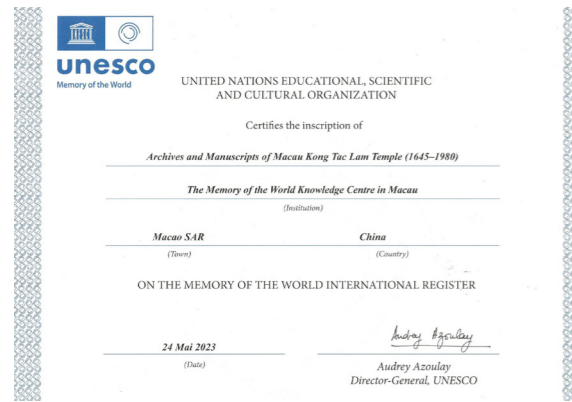 unesco
Memory of the World
UNITED NATIONS EDUCATIONAL, SCIENTIFIC
AND CULTURAL ORGANIZATION
Certifies the inscription of
Archives and Manuscripts of Macau Kong Tac Lam Temple (1645–1980)
The Memory of the World Knowledge Centre in Macau
(Institution)
Macao SAR China
(Town) (Country)
ON THE MEMORY OF THE WORLD INTERNATIONAL REGISTER
Audrey Azoulay
24 Mai 2023
(Date)
Audrey Azoulay
Director-General, UNESCO